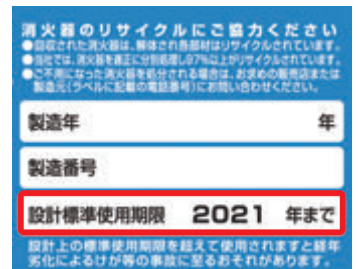 消火器のリサイクルにご協力ください
●回収された消火器は、解体され各部材はリサイクルされています。
●当社では、消火器を適正に分別処理し97%以上がリサイクルされています。
●ご不用になった消火器を処分される場合は、お求めの販売店または
製造元(ラベルに記載の電話番号)にお問い合わせください。
製造年 年
製造番号
設計標準使用期限 2021 年まで
設計上の標準使用期限を超えて使用されますと経年
劣化によるけが等の事故に至るおそれがあります。